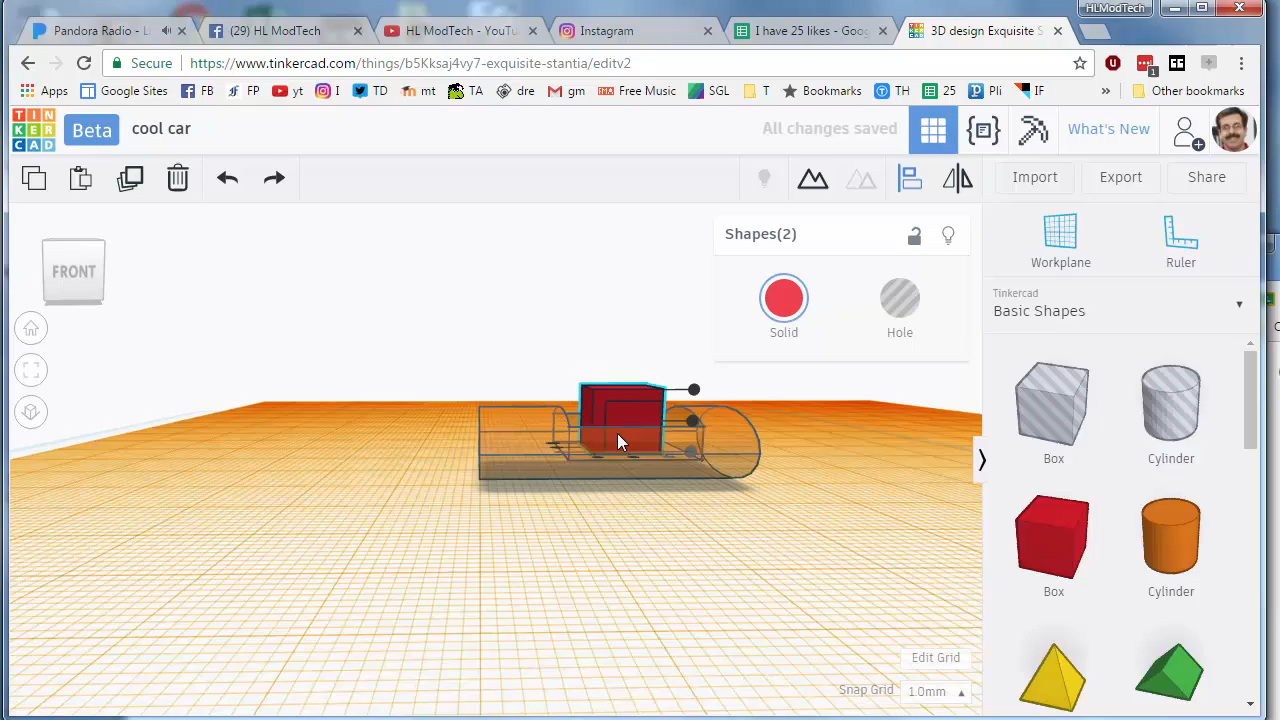 HLModTech
Pandora Radio - Li
(29) HL ModTech
HL ModTech - YouTu
Instagram
I have 25 likes - Goog
3D design Exquisite S
Secure
https://www.tinkercad.com/things/b5Kksaj4vy7-exquisite-stantia/editv2
Apps
Google Sites
FB
FP
yt
I
TD
mt
TA
dre
gm
Free Music
SGL
T
Bookmarks
TH
25
Pli
IF
»
Other bookmarks
TIN
KER
CAD
Beta
cool car
All changes saved
What's New
Import
Export
Share
FRONT
Shapes(2)
Solid
Hole
Workplane
Ruler
Tinkercad
Basic Shapes
Box
Cylinder
Box
Cylinder
Edit Grid
Snap Grid
1.0mm